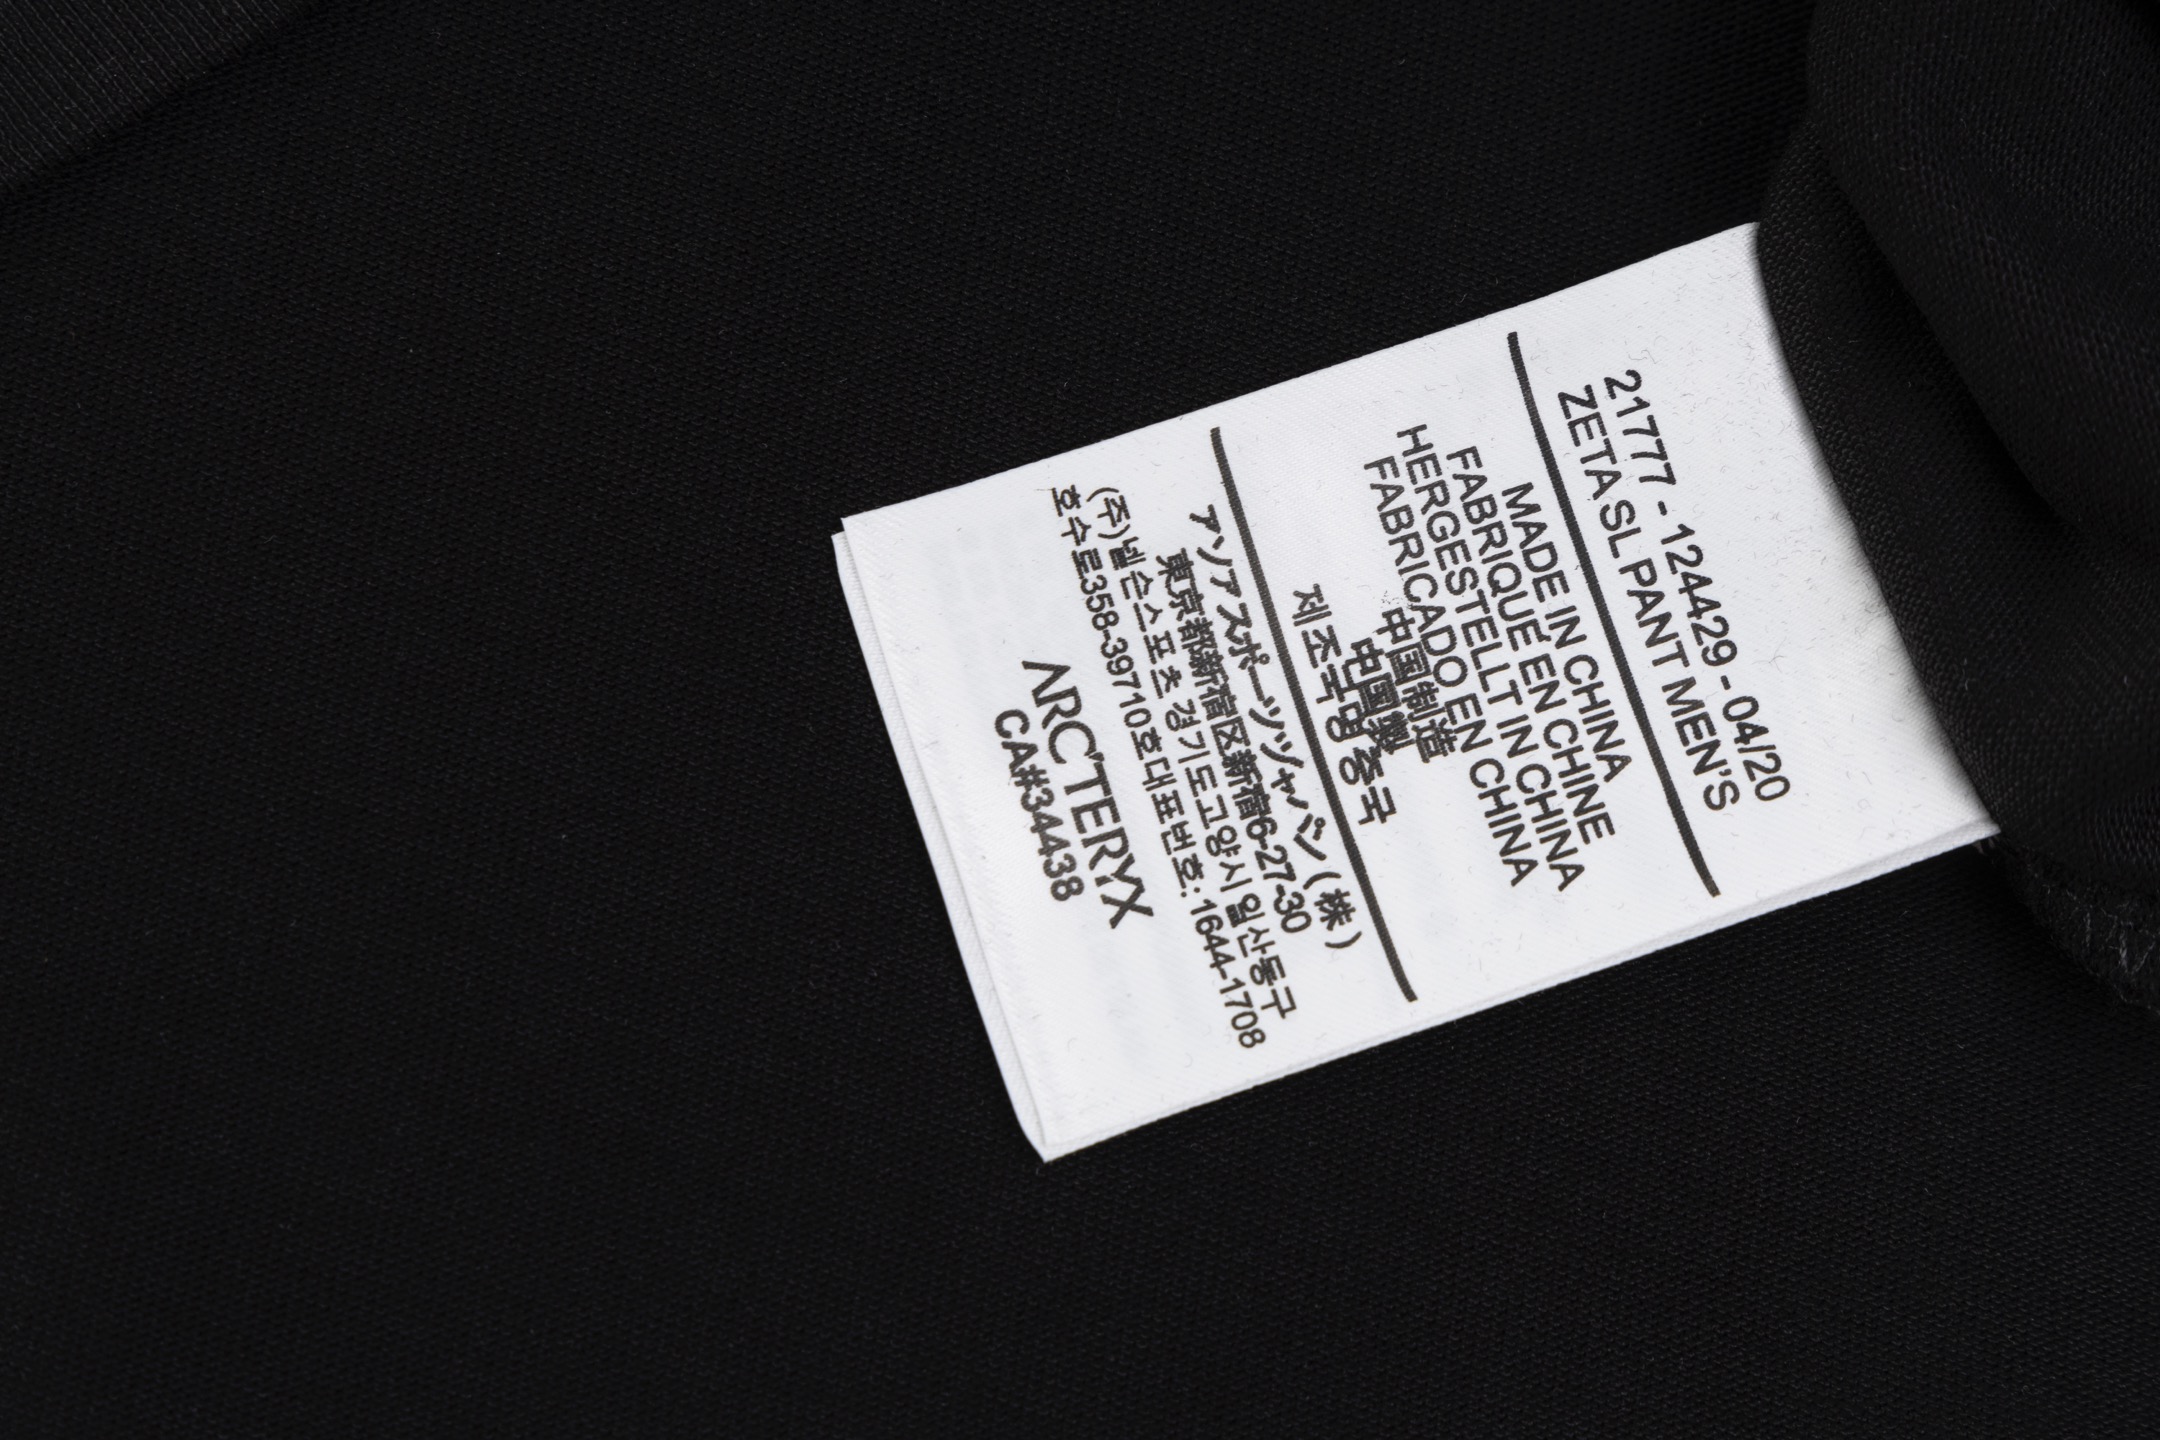 21777 - 124429 - 04/20
ZETA SL PANT MEN'S
MADE IN CHINA
FABRIQUÉ EN CHINE
HERGESTELLT IN CHINA
FABRICADO EN CHINA
中国制造
中國製
제조국명 중국
アソアスポーツジャパン(株)
東京都新宿区新宿6-27-30
(주)넬슨스포츠 경기도고양시 일산동구
호수로358-39710호대표번호: 1644-1708
ARC'TERYX
CA#34438